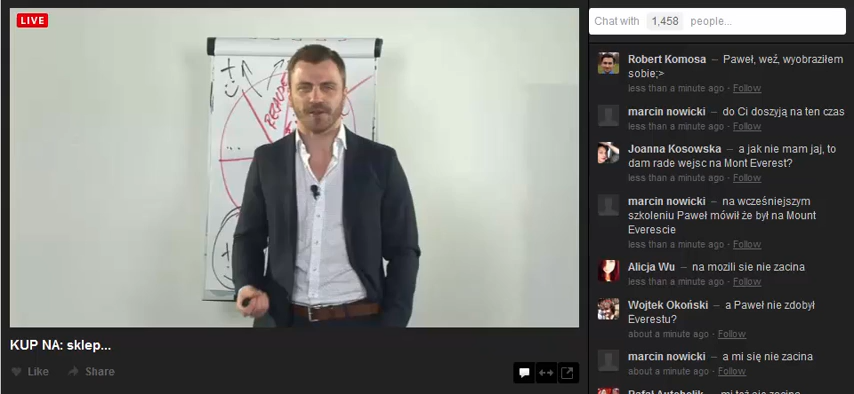 LIVE
KUP NA: sklep...
Like
Share
Chat with 1,458 people...
Robert Komosa – Paweł, weź, wyobraziłem
sobie;>
less than a minute ago
marcin nowicki – do Ci doszyją na ten czas
less than a minute ago · Follow
Joanna Kosowska – a jak nie mam jaj, to
dam rade wejsc na Mont Everest?
less than a minute ago · Follow
marcin nowicki – na wcześniejszym
szkoleniu Paweł mówił że był na Mount
Everescie
less than a minute ago · Follow
Alicja Wu – na mozili sie nie zacina
less than a minute ago · Follow
Wojtek Okoński – a Paweł nie zdobył
Everestu?
about a minute ago · Follow
marcin nowicki – a mi się nie zacina
about a minute ago · Follow